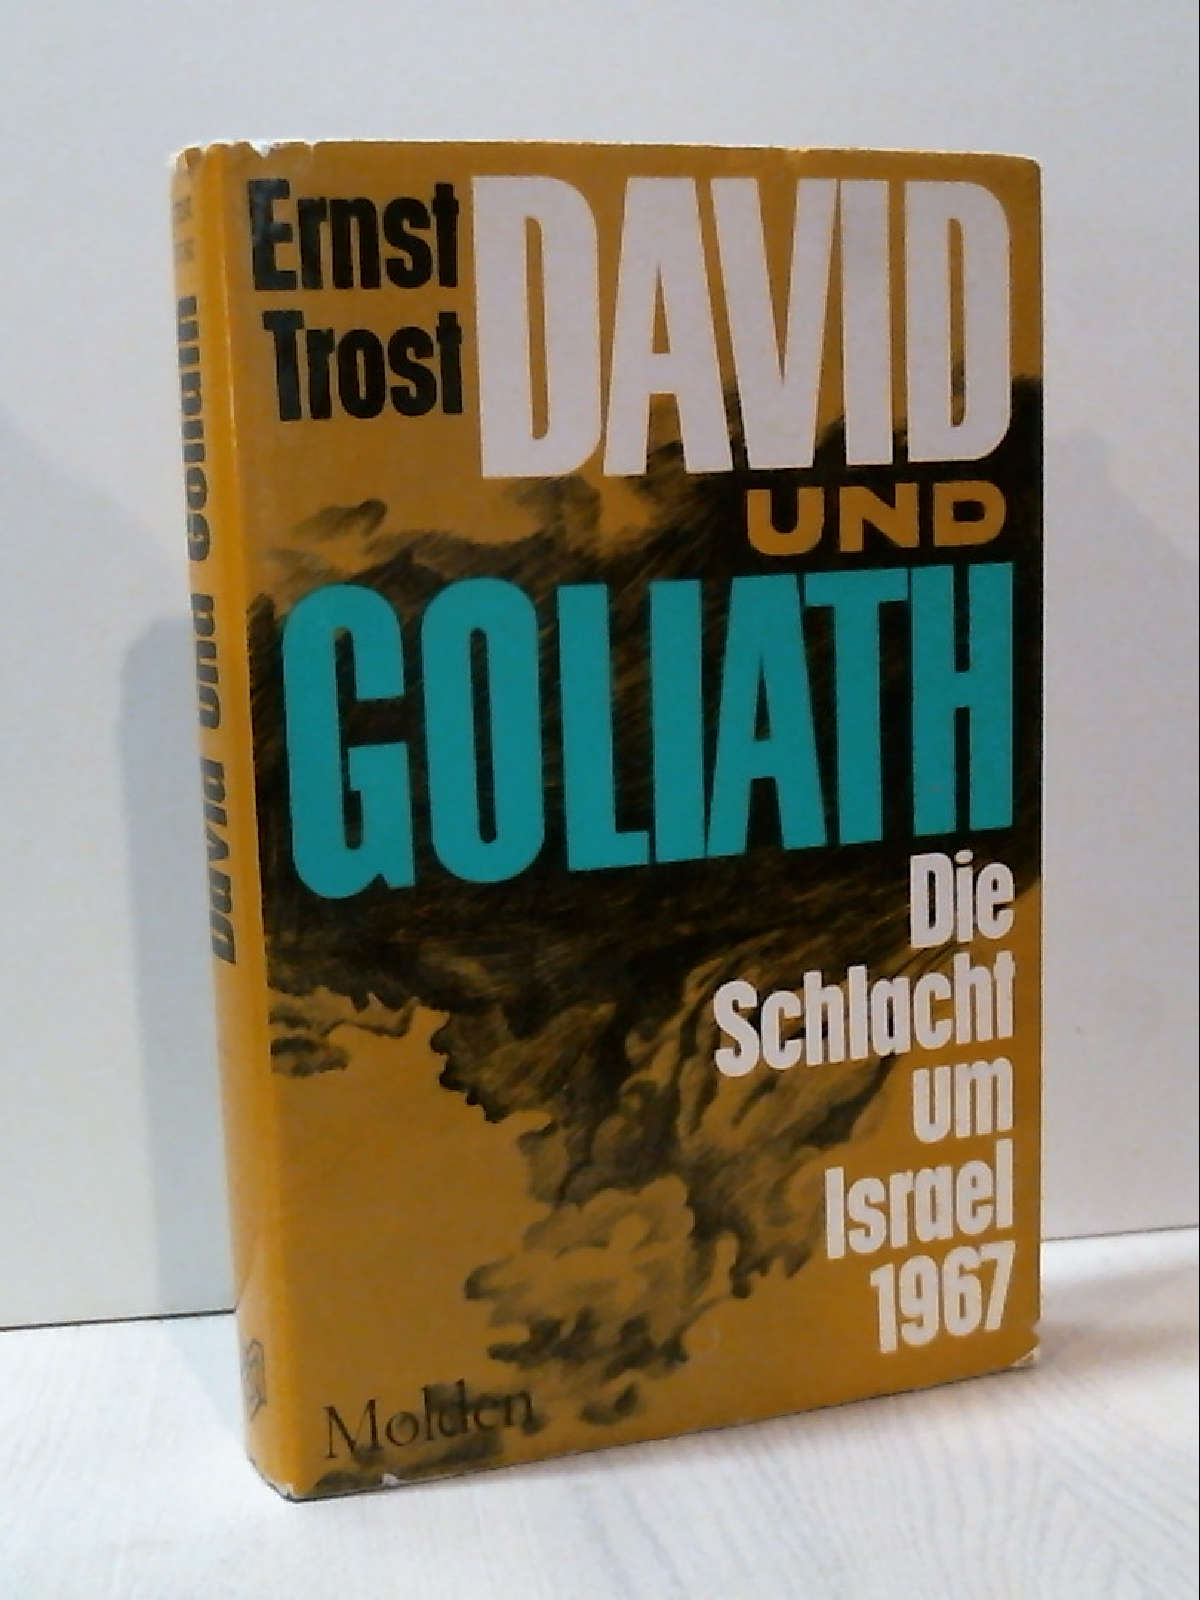 Ernst
Trost
DAVID
UND
GOLIATH
Die
Schlacht
um
Israel
1967
Molden
David und Goliath